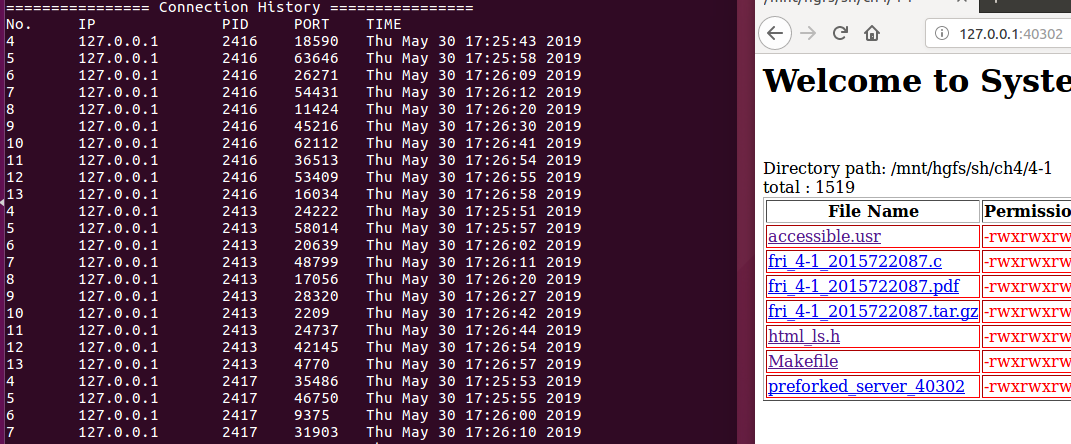 ================ Connection History ================
No. IP PID PORT TIME
4 127.0.0.1 2416 18590 Thu May 30 17:25:43 2019
5 127.0.0.1 2416 63646 Thu May 30 17:25:58 2019
6 127.0.0.1 2416 26271 Thu May 30 17:26:09 2019
7 127.0.0.1 2416 54431 Thu May 30 17:26:12 2019
8 127.0.0.1 2416 11424 Thu May 30 17:26:20 2019
9 127.0.0.1 2416 45216 Thu May 30 17:26:30 2019
10 127.0.0.1 2416 62112 Thu May 30 17:26:41 2019
11 127.0.0.1 2416 36513 Thu May 30 17:26:54 2019
12 127.0.0.1 2416 53409 Thu May 30 17:26:55 2019
13 127.0.0.1 2416 16034 Thu May 30 17:26:58 2019
4 127.0.0.1 2413 24222 Thu May 30 17:25:51 2019
5 127.0.0.1 2413 58014 Thu May 30 17:25:57 2019
6 127.0.0.1 2413 20639 Thu May 30 17:26:02 2019
7 127.0.0.1 2413 48799 Thu May 30 17:26:11 2019
8 127.0.0.1 2413 17056 Thu May 30 17:26:20 2019
9 127.0.0.1 2413 28320 Thu May 30 17:26:27 2019
10 127.0.0.1 2413 2209 Thu May 30 17:26:42 2019
11 127.0.0.1 2413 24737 Thu May 30 17:26:44 2019
12 127.0.0.1 2413 42145 Thu May 30 17:26:54 2019
13 127.0.0.1 2413 4770 Thu May 30 17:26:57 2019
4 127.0.0.1 2417 35486 Thu May 30 17:25:53 2019
5 127.0.0.1 2417 46750 Thu May 30 17:25:55 2019
6 127.0.0.1 2417 9375 Thu May 30 17:26:00 2019
7 127.0.0.1 2417 31903 Thu May 30 17:26:10 2019
127.0.0.1:40302
Welcome to Syste
Directory path: /mnt/hgfs/sh/ch4/4-1
total : 1519
File Name Permissio
accessible.usr -rwxrwxrw
fri_4-1_2015722087.c -rwxrwxrw
fri_4-1_2015722087.pdf -rwxrwxrw
fri_4-1_2015722087.tar.gz -rwxrwxrw
html_ls.h -rwxrwxrw
Makefile -rwxrwxrw
preforked_server_40302 -rwxrwxrw